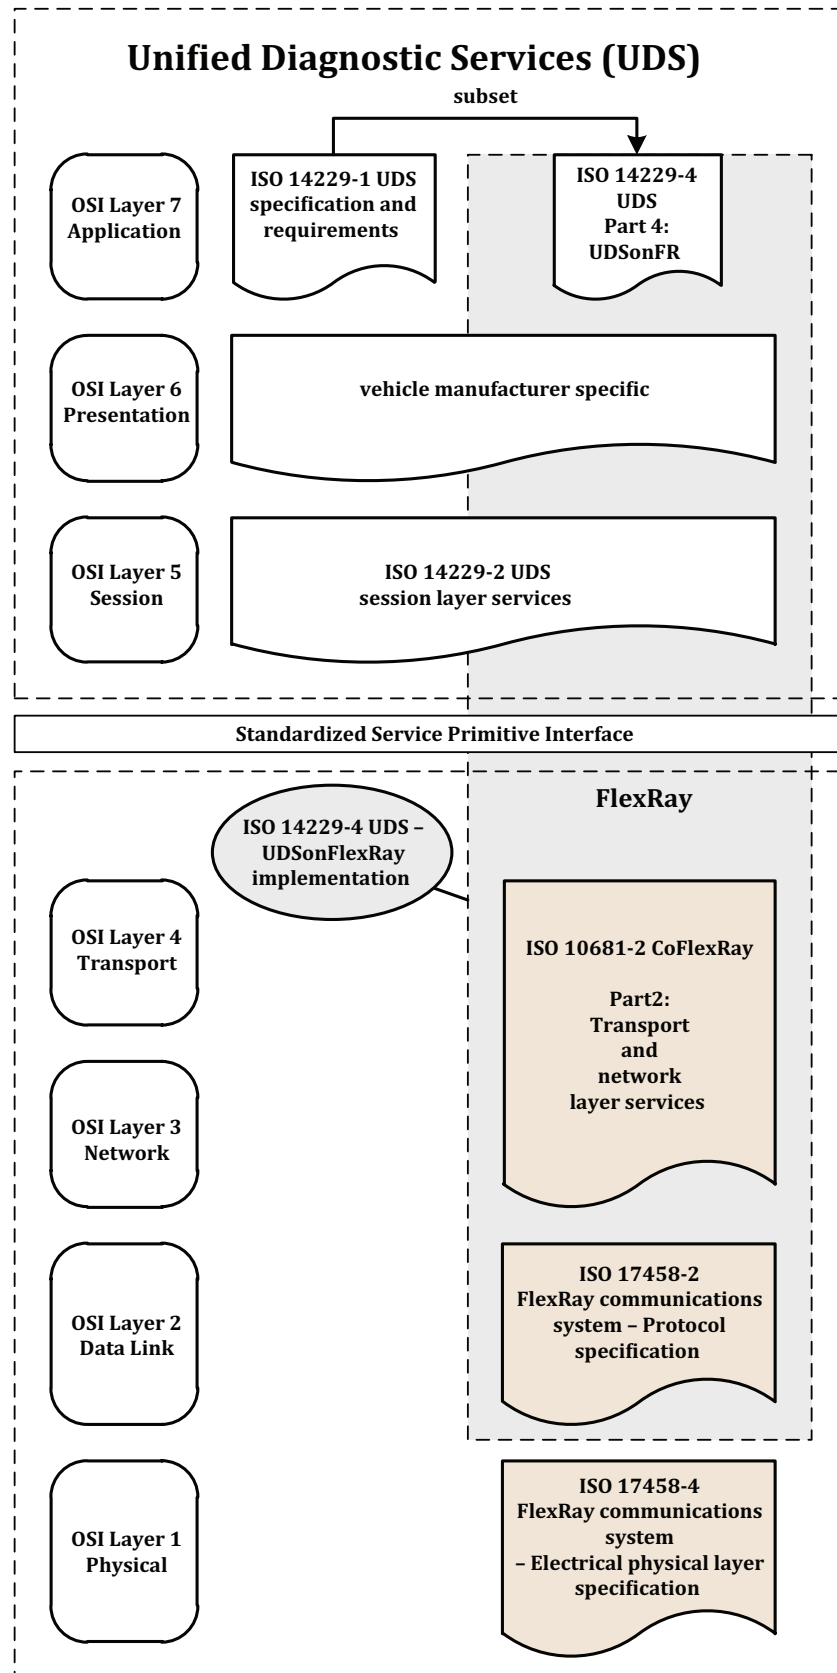 Unified Diagnostic Services (UDS)
subset
OSI Layer 7
Application
ISO 14229-1 UDS
specification and
requirements
ISO 14229-4
UDS
Part 4:
UDSonFR
OSI Layer 6
Presentation
vehicle manufacturer specific
OSI Layer 5
Session
ISO 14229-2 UDS
session layer services
Standardized Service Primitive Interface
FlexRay
ISO 14229-4 UDS –
UDSonFlexRay
implementation
OSI Layer 4
Transport
ISO 10681-2 CoFlexRay
Part2:
Transport
and
network
layer services
OSI Layer 3
Network
OSI Layer 2
Data Link
ISO 17458-2
FlexRay communications
system – Protocol
specification
OSI Layer 1
Physical
ISO 17458-4
FlexRay communications
system
– Electrical physical layer
specification